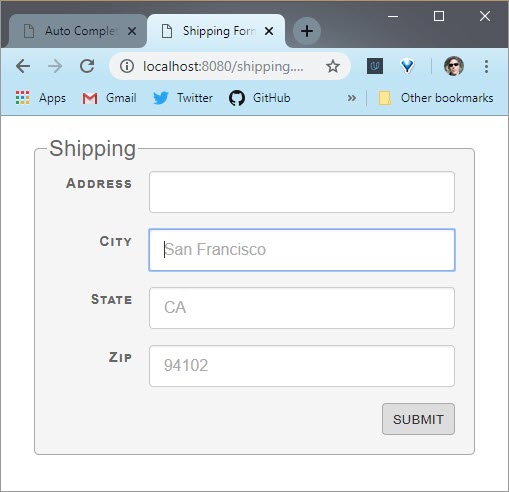 Auto Complet
Shipping Form
localhost:8080/shipping....
Apps Gmail Twitter GitHub » Other bookmarks
Shipping
Address
City San Francisco
State CA
Zip 94102
SUBMIT